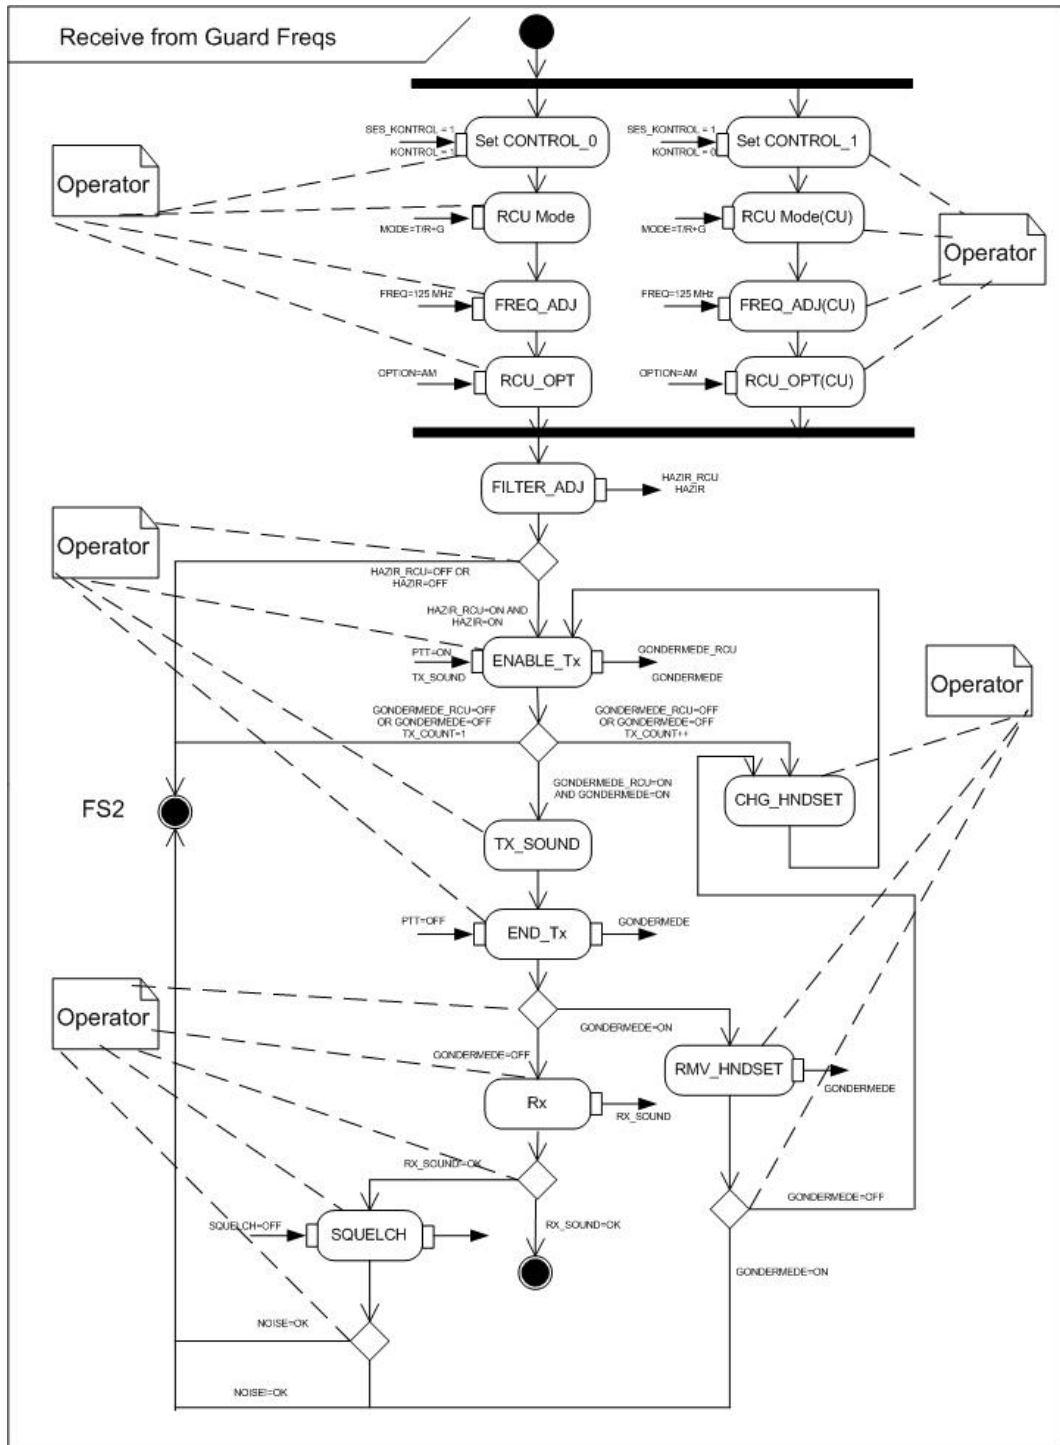 Receive from Guard Freqs
SES_KONTROL = 1
KONTROL = 1
Set CONTROL_0
SES_KONTROL = 1
KONTROL = 0
Set CONTROL_1
Operator
MODE=T/R+G
RCU Mode
MODE=T/R+G
RCU Mode(CU)
Operator
FREQ=125 MHz
FREQ_ADJ
FREQ=125 MHz
FREQ_ADJ(CU)
OPTION=AM
RCU_OPT
OPTION=AM
RCU_OPT(CU)
FILTER_ADJ
HAZIR_RCU
HAZIR
Operator
HAZIR_RCU=OFF OR
HAZIR=OFF
HAZIR_RCU=ON AND
HAZIR=ON
PTT=ON
TX_SOUND
ENABLE_Tx
GONDERMEDE_RCU
GONDERMEDE
Operator
GONDERMEDE_RCU=OFF
OR GONDERMEDE=OFF
TX_COUNT=1
GONDERMEDE_RCU=OFF
OR GONDERMEDE=OFF
TX_COUNT++
GONDERMEDE_RCU=ON
AND GONDERMEDE=ON
CHG_HNDSET
FS2
TX_SOUND
PTT=OFF
END_Tx
GONDERMEDE
Operator
GONDERMEDE=ON
GONDERMEDE=OFF
RMV_HNDSET
GONDERMEDE
Rx
RX_SOUND
RX_SOUND!=OK
GONDERMEDE=OFF
SQUELCH=OFF
SQUELCH
RX_SOUND=OK
GONDERMEDE=ON
NOISE=OK
NOISE!=OK